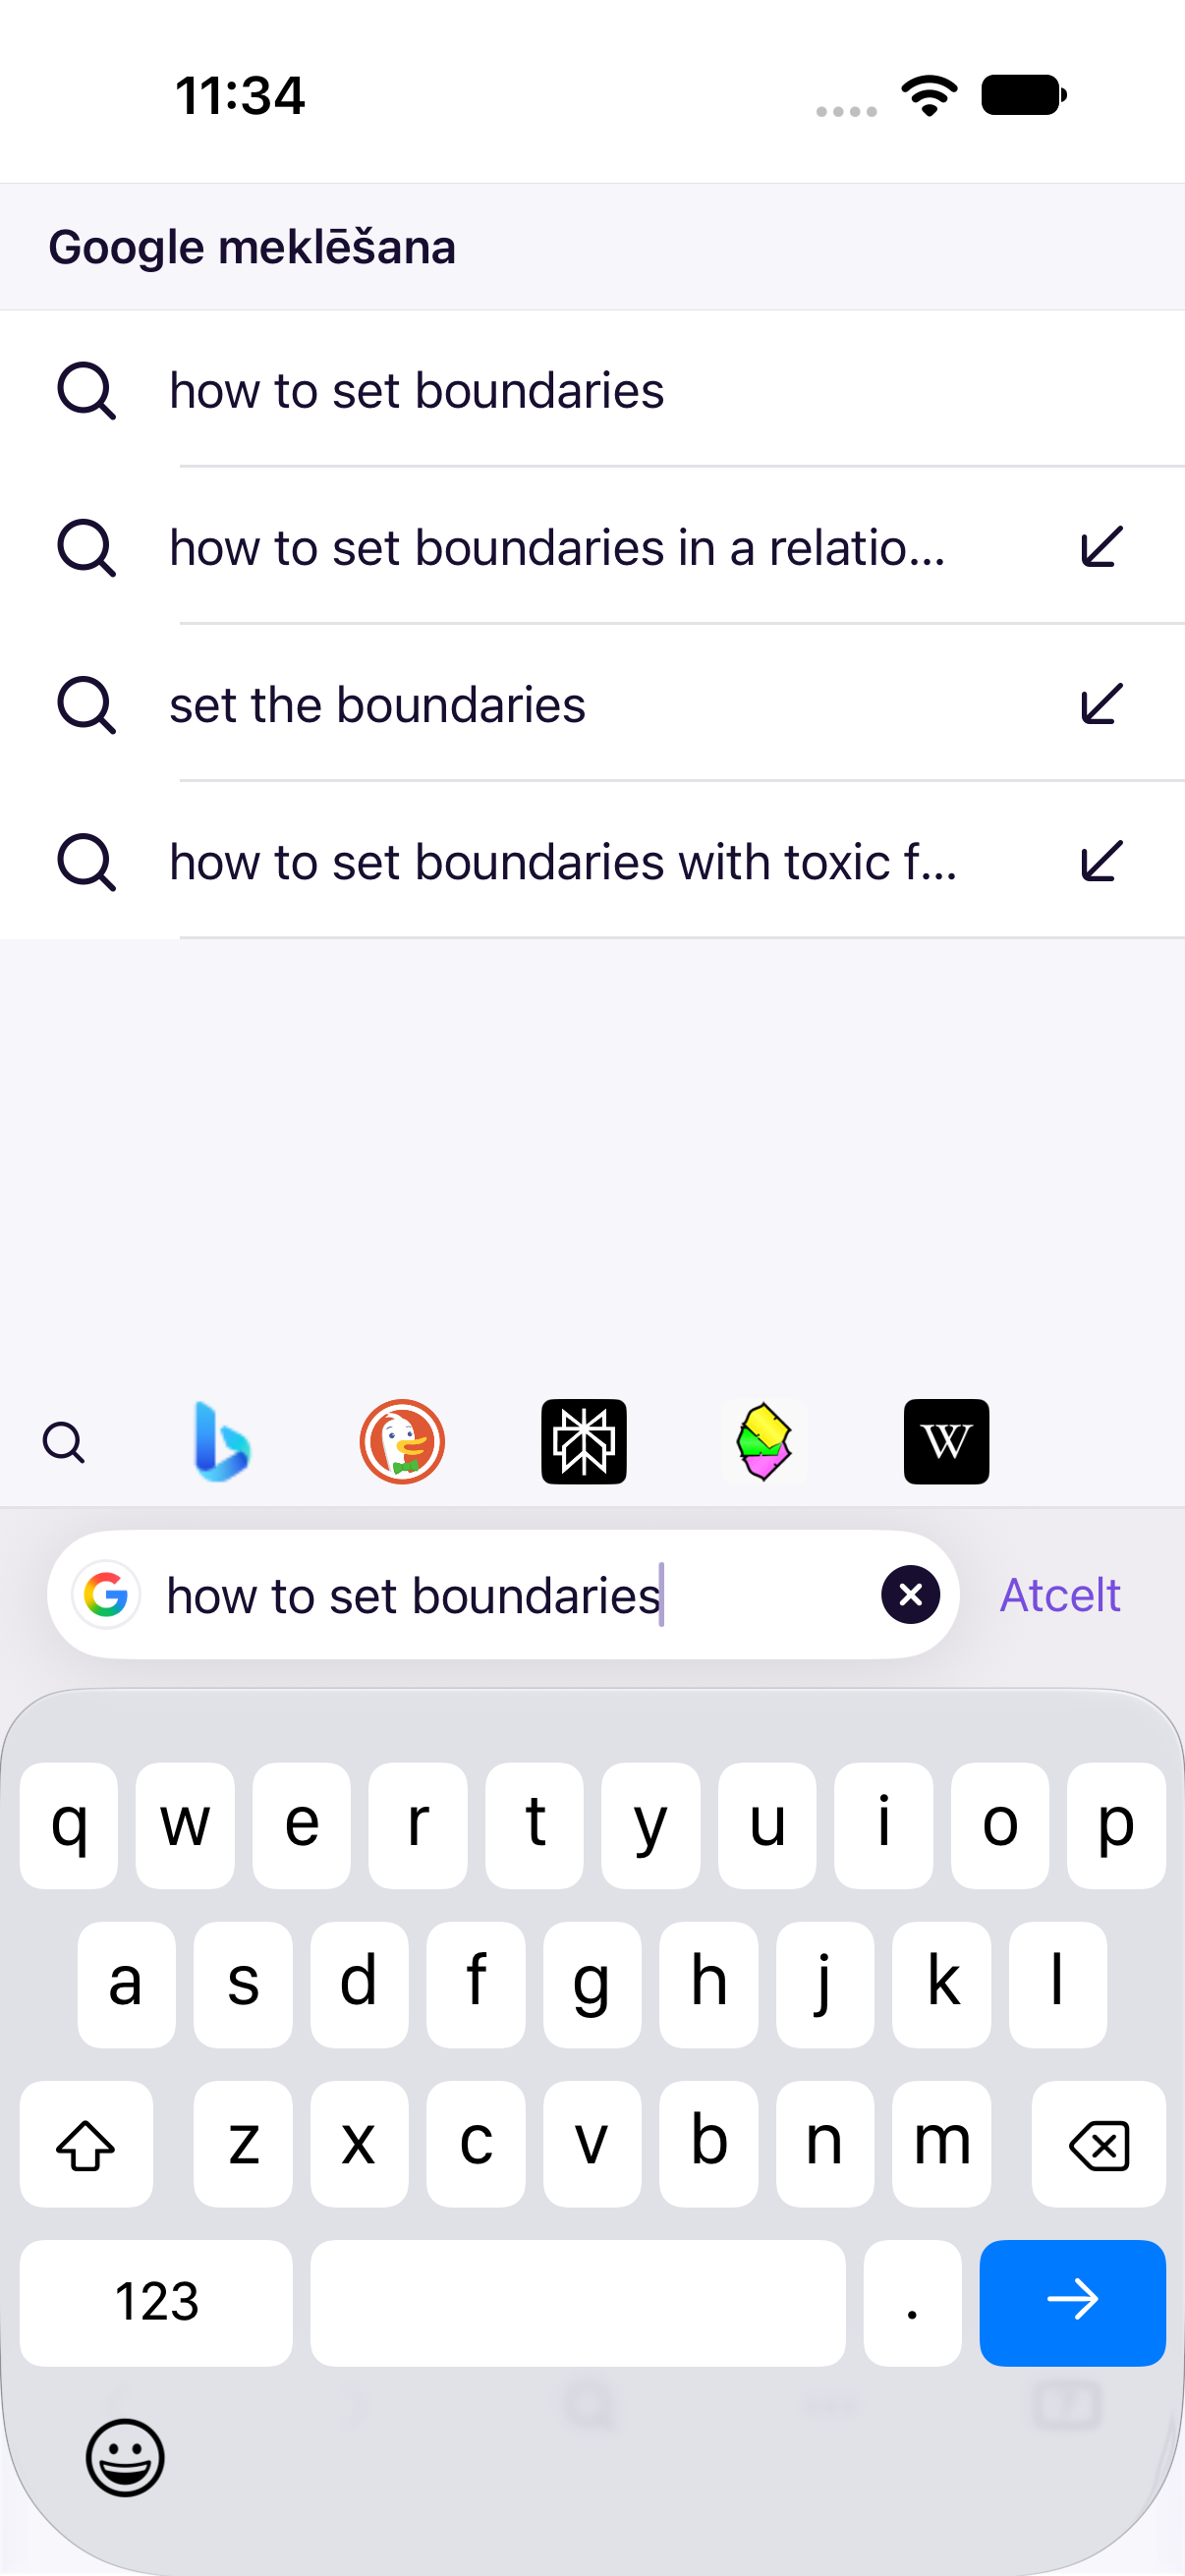 11:34
Google meklēšana
how to set boundaries
how to set boundaries in a relatio...
set the boundaries
how to set boundaries with toxic f...
W
how to set boundaries
Atcelt
q w e r t y u i o p
a s d f g h j k l
z x c v b n m
123 .